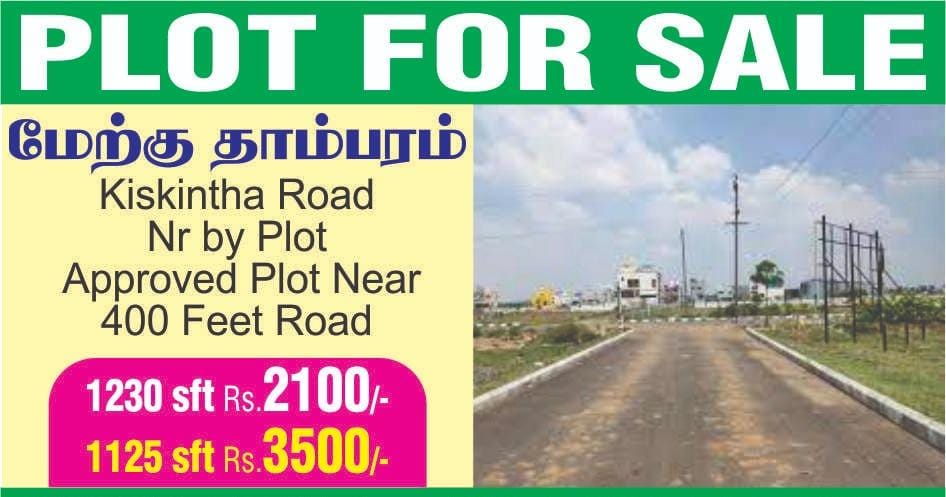 PLOT FOR SALE
மேற்கு தாம்பரம்
Kiskintha Road
Nr by Plot
Approved Plot Near
400 Feet Road
1230 sft Rs.2100/-
1125 sft Rs.3500/-